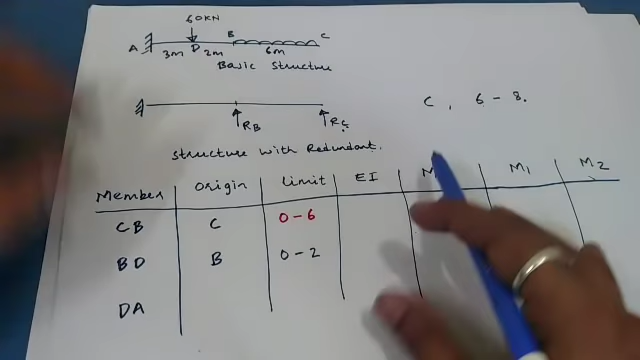 60KN
A 3m D 2m B 6m C
Basic Structure
RB RC
C, 6 - 8.
Structure with Redundant.
Member Origin Limit EI M M1 M2
CB C 0-6
BD B 0-2
DA